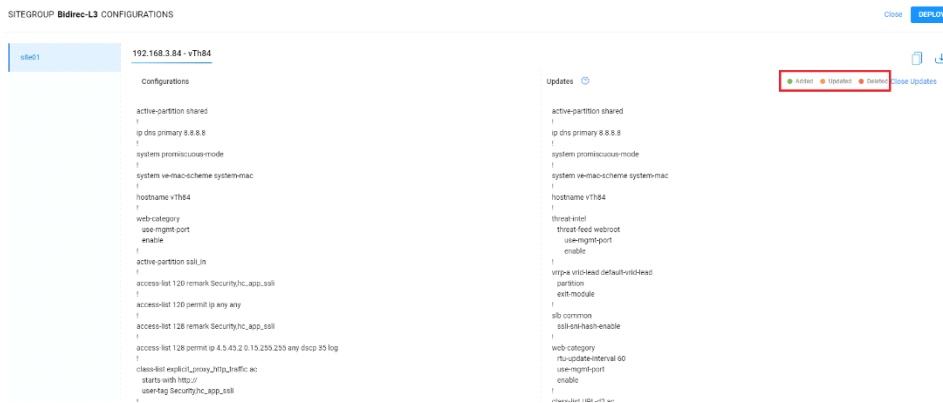 SITEGROUP Bidirec-L3 CONFIGURATIONS
Close
DEPLOY
site01
192.168.3.84 - vTh84
Configurations
active-partition shared
!
ip dns primary 8.8.8.8
!
system promiscuous-mode
!
system ve-mac-scheme system-mac
!
hostname vTh84
!
web-category
use-mgmt-port
enable
!
active-partition ssli_in
!
access-list 120 remark Security,hc_app_ssli
!
access-list 120 permit ip any any
!
access-list 128 remark Security,hc_app_ssli
!
access-list 128 permit ip 4.5.45.2 0.15.255.255 any dscp 35 log
!
class-list explicit_proxy_http_traffic ac
starts-with http://
user-tag Security,hc_app_ssli
!
Updates
Added
Updated
Deleted
Close Updates
active-partition shared
!
ip dns primary 8.8.8.8
!
system promiscuous-mode
!
system ve-mac-scheme system-mac
!
hostname vTh84
!
threat-intel
threat-feed webroot
use-mgmt-port
enable
!
vrrp-a vrid-lead default-vrid-lead
partition
exit-module
!
slb common
ssli-sni-hash-enable
!
web-category
rtu-update-interval 60
use-mgmt-port
enable
!